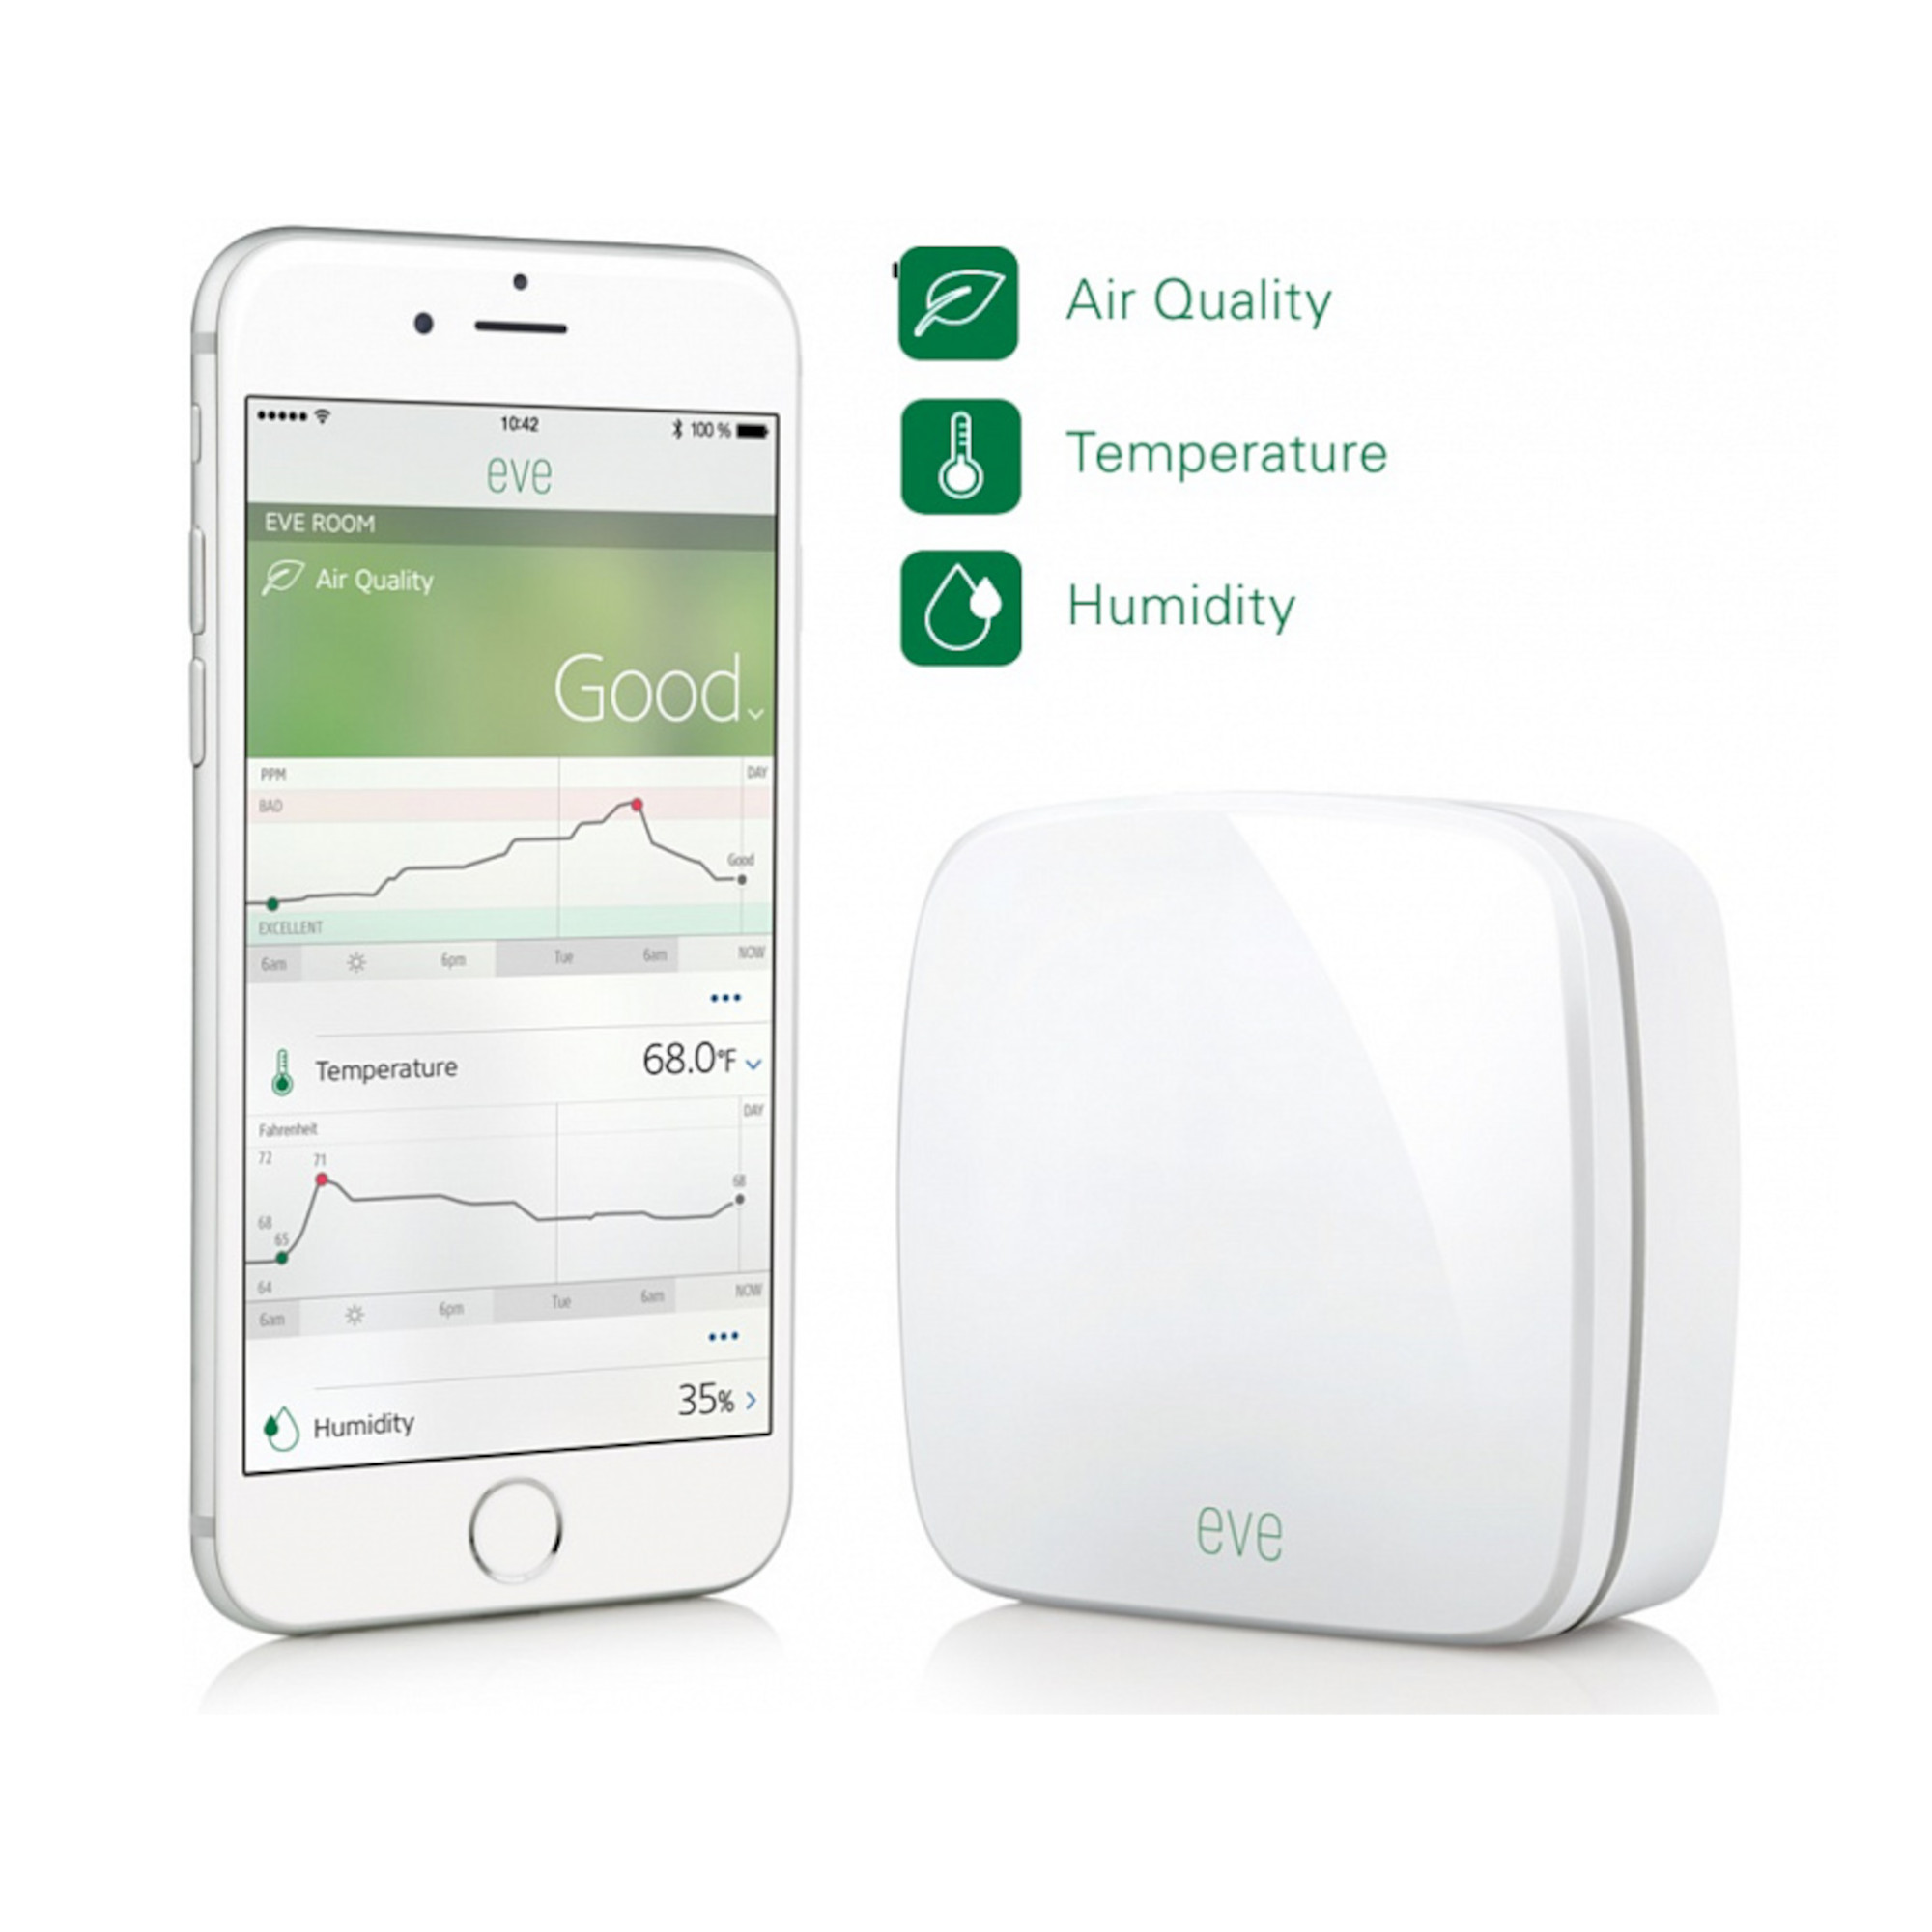 10:42
100 %
eve
EVE ROOM
Air Quality
Good
PPM DAY
BAD
Good
EXCELLENT
6am 6pm Tue 6am NOW
Temperature 68.0°F
DAY
Fahrenheit
72 71
68
68
65
64
6am 6pm Tue 6am NOW
Humidity 35%
Air Quality
Temperature
Humidity
eve